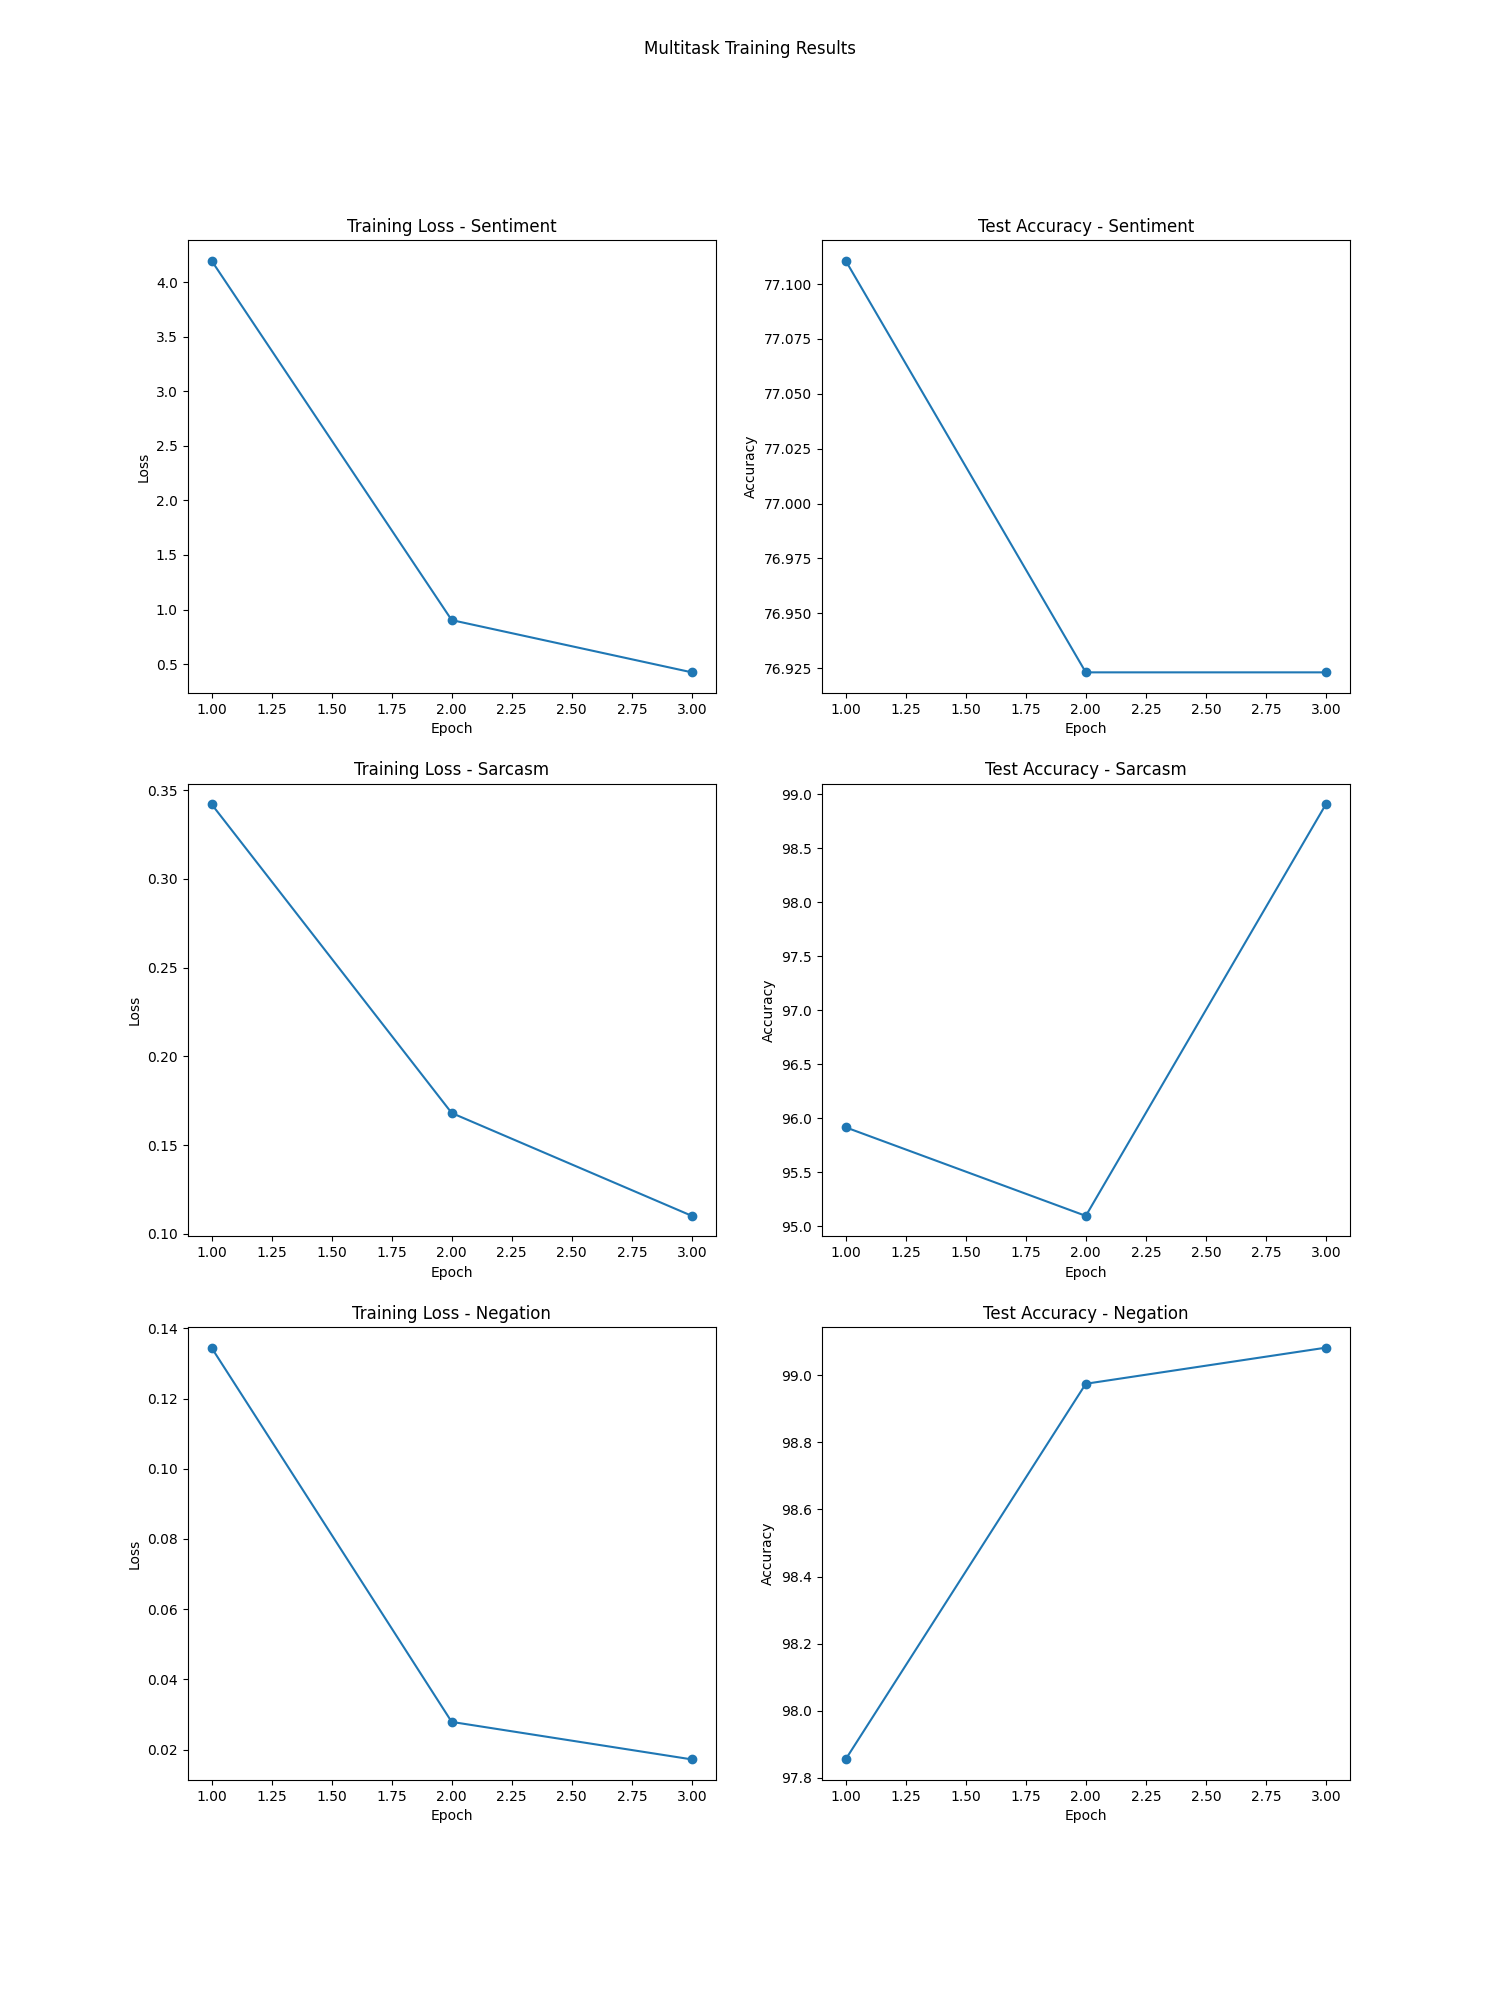 Multitask Training Results
Training Loss - Sentiment
4.0
3.5
3.0
2.5
2.0
1.5
1.0
0.5
Loss
1.00 1.25 1.50 1.75 2.00 2.25 2.50 2.75 3.00
Epoch
Test Accuracy - Sentiment
77.100
77.075
77.050
77.025
77.000
76.975
76.950
76.925
Accuracy
1.00 1.25 1.50 1.75 2.00 2.25 2.50 2.75 3.00
Epoch
Training Loss - Sarcasm
0.35
0.30
0.25
0.20
0.15
0.10
Loss
1.00 1.25 1.50 1.75 2.00 2.25 2.50 2.75 3.00
Epoch
Test Accuracy - Sarcasm
99.0
98.5
98.0
97.5
97.0
96.5
96.0
95.5
95.0
Accuracy
1.00 1.25 1.50 1.75 2.00 2.25 2.50 2.75 3.00
Epoch
Training Loss - Negation
0.14
0.12
0.10
0.08
0.06
0.04
0.02
Loss
1.00 1.25 1.50 1.75 2.00 2.25 2.50 2.75 3.00
Epoch
Test Accuracy - Negation
99.0
98.8
98.6
98.4
98.2
98.0
97.8
Accuracy
1.00 1.25 1.50 1.75 2.00 2.25 2.50 2.75 3.00
Epoch